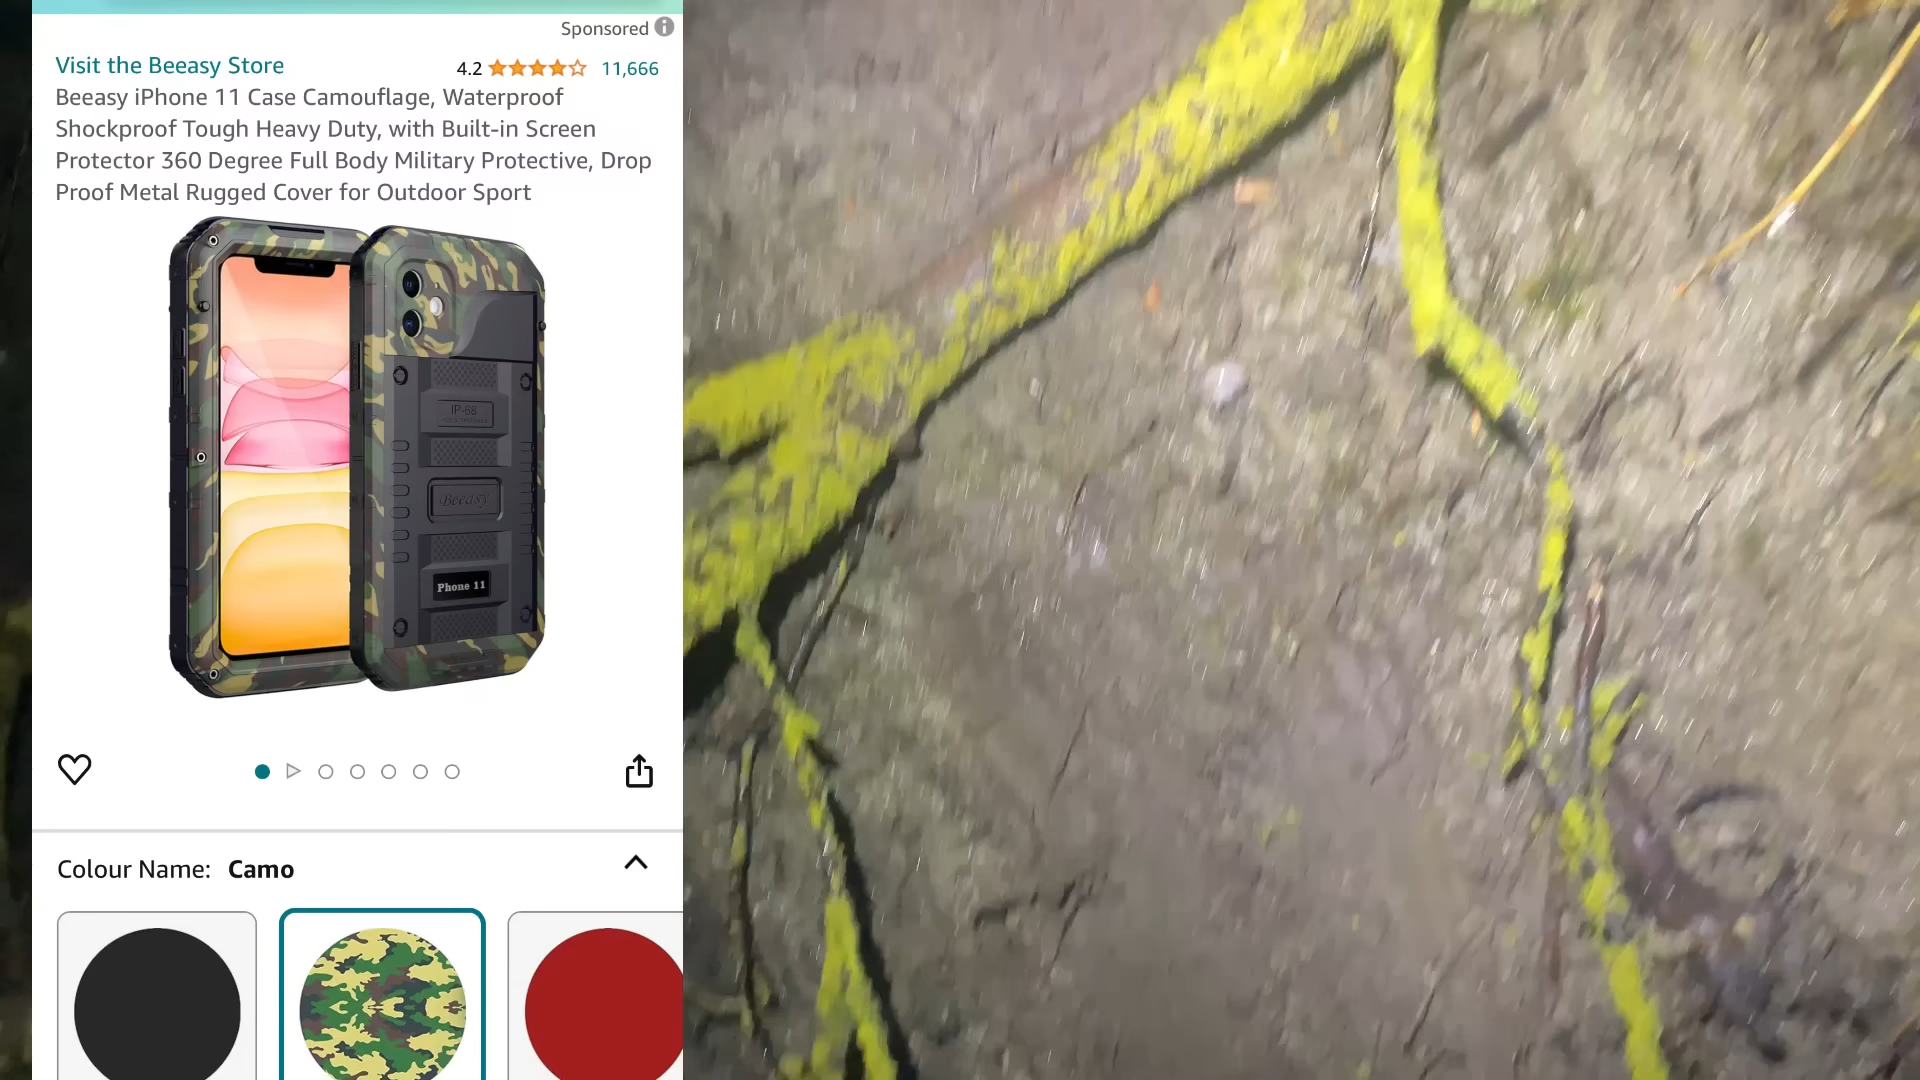 Sponsored
Visit the Beeasy Store 4.2 11,666
Beeasy iPhone 11 Case Camouflage, Waterproof
Shockproof Tough Heavy Duty, with Built-in Screen
Protector 360 Degree Full Body Military Protective, Drop
Proof Metal Rugged Cover for Outdoor Sport
IP-68
Beeasy
Phone 11
Colour Name: Camo